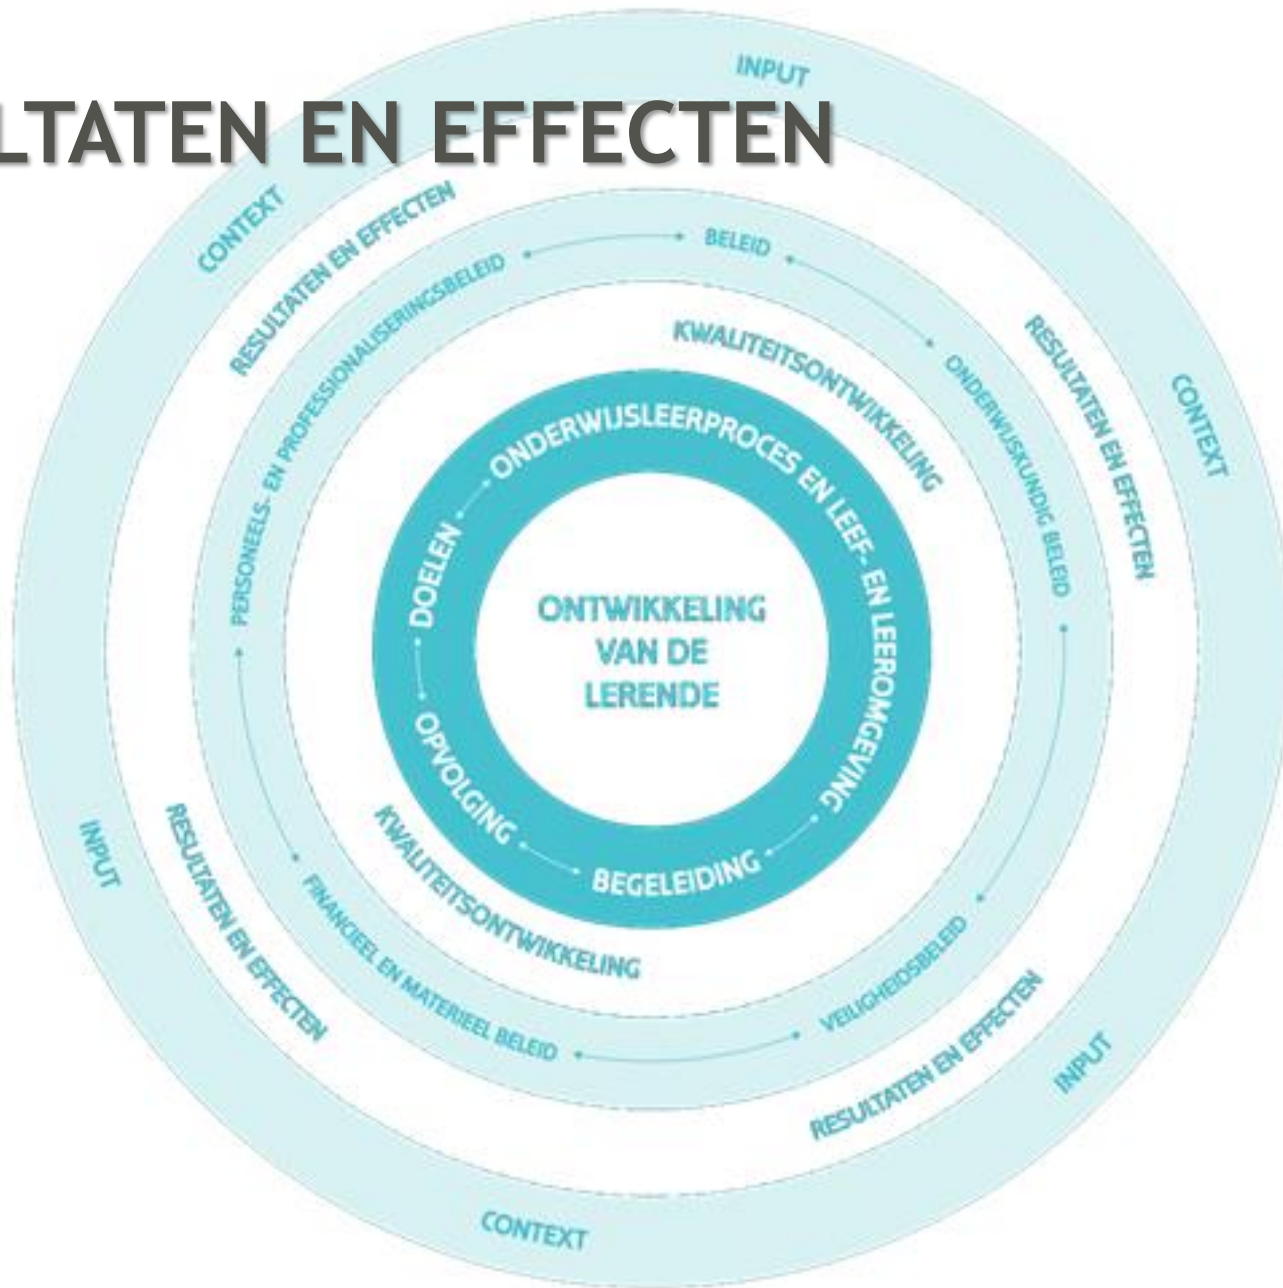 LTATEN EN EFFECTEN
INPUT
CONTEXT
CONTEXT
INPUT
INPUT
CONTEXT
RESULTATEN EN EFFECTEN
RESULTATEN EN EFFECTEN
RESULTATEN EN EFFECTEN
RESULTATEN EN EFFECTEN
BELEID
ONDERWIJSKUNDIG BELEID
VEILIGHEIDSBELEID
FINANCIEEL EN MATERIEEL BELEID
PERSONEELS- EN PROFESSIONALISERINGSBELEID
KWALITEITSONTWIKKELING
KWALITEITSONTWIKKELING
ONDERWIJSLEERPROCES EN LEEF- EN LEEROMGEVING
BEGELEIDING
OPVOLGING
DOELEN
ONTWIKKELING
VAN DE
LERENDE